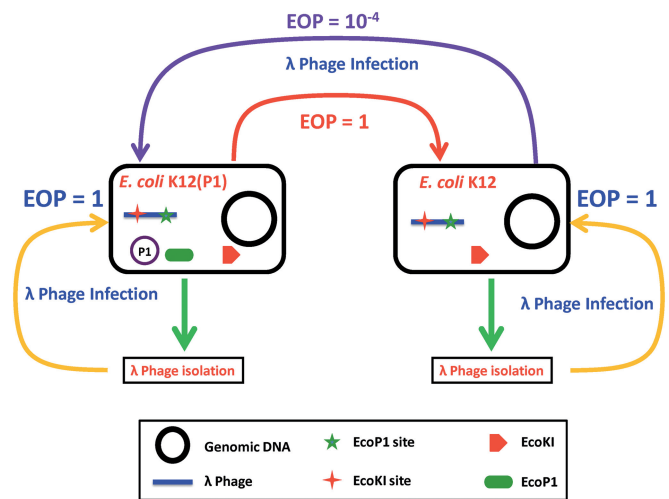 EOP = 10⁻⁴
λ Phage Infection
EOP = 1
E. coli K12(P1)
E. coli K12
EOP = 1
EOP = 1
P1
λ Phage Infection
λ Phage Infection
λ Phage isolation
λ Phage isolation
Genomic DNA
EcoP1 site
EcoKI
λ Phage
EcoKI site
EcoP1